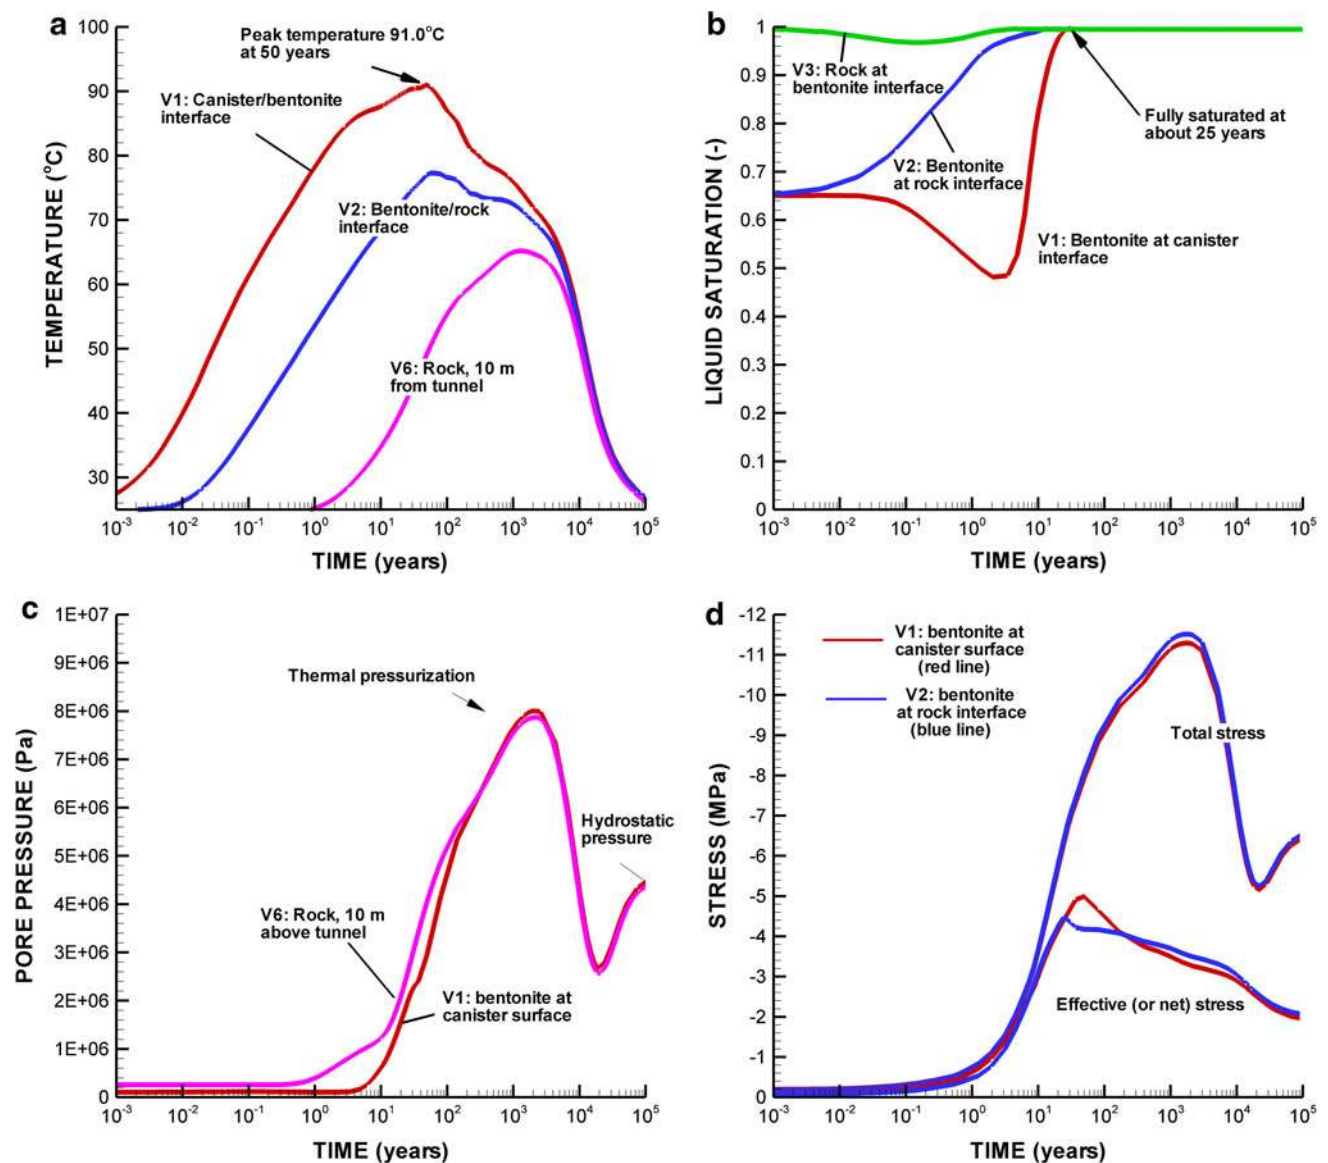 a
100
90
80
70
60
50
40
30
TEMPERATURE (°C)
Peak temperature 91.0°C
at 50 years
V1: Canister/bentonite
interface
V2: Bentonite/rock
interface
V6: Rock, 10 m
from tunnel
10-3 10-2 10-1 100 101 102 103 104 105
TIME (years)
b
1
0.9
0.8
0.7
0.6
0.5
0.4
0.3
0.2
0.1
0
LIQUID SATURATION (-)
V3: Rock at
bentonite interface
Fully saturated at
about 25 years
V2: Bentonite
at rock interface
V1: Bentonite at canister
interface
10-3 10-2 10-1 100 101 102 103 104 105
TIME (years)
c
1E+07
9E+06
8E+06
7E+06
6E+06
5E+06
4E+06
3E+06
2E+06
1E+06
0
PORE PRESSURE (Pa)
Thermal pressurization
Hydrostatic
pressure
V6: Rock, 10 m
above tunnel
V1: bentonite at
canister surface
10-3 10-2 10-1 100 101 102 103 104 105
TIME (years)
d
-12
-11
-10
-9
-8
-7
-6
-5
-4
-3
-2
-1
0
STRESS (MPa)
V1: bentonite at
canister surface
(red line)
V2: bentonite
at rock interface
(blue line)
Total stress
Effective (or net) stress
10-3 10-2 10-1 100 101 102 103 104 105
TIME (years)